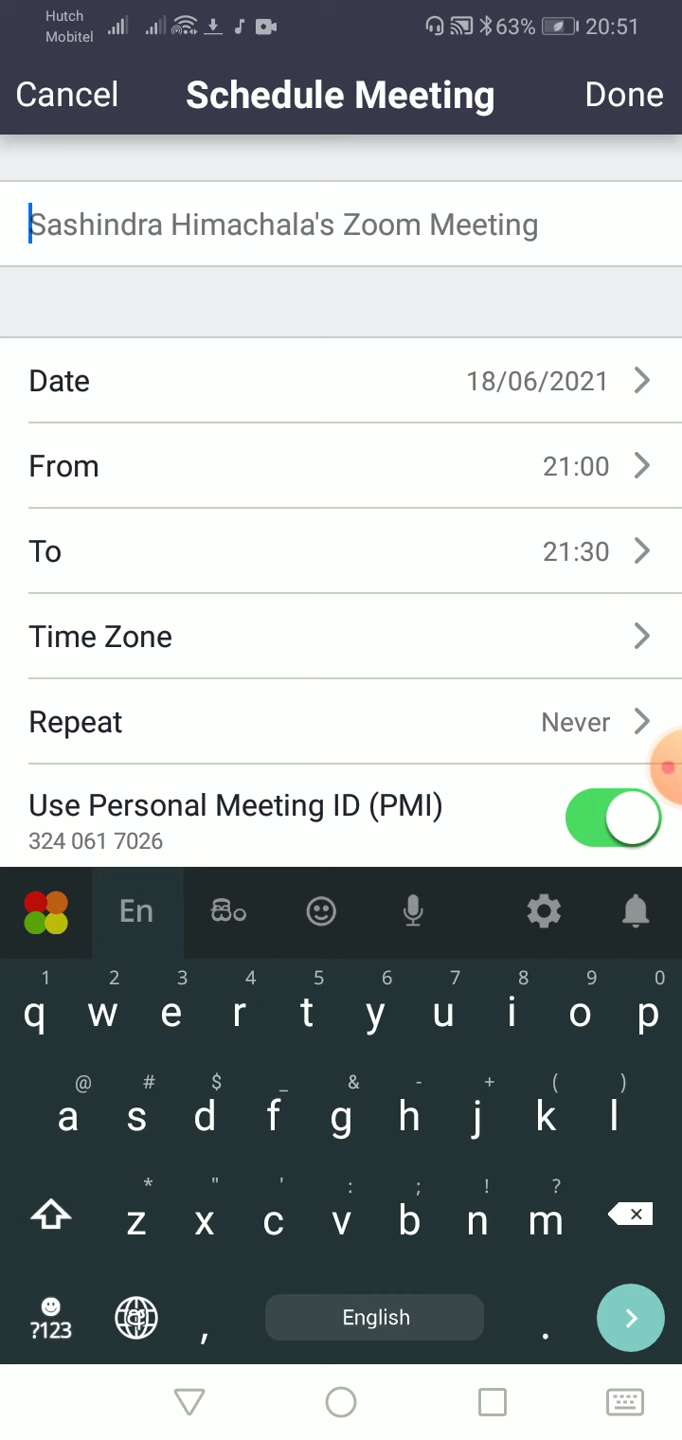 Hutch
Mobitel
63% 20:51
Cancel Schedule Meeting Done
Sashindra Himachala's Zoom Meeting
Date 18/06/2021
From 21:00
To 21:30
Time Zone
Repeat Never
Use Personal Meeting ID (PMI)
324 061 7026
En සිං
1 2 3 4 5 6 7 8 9 0
q w e r t y u i o p
@ # $ _ & - + ( )
a s d f g h j k l
* " ' : ; ! ?
z x c v b n m
?123 , English .